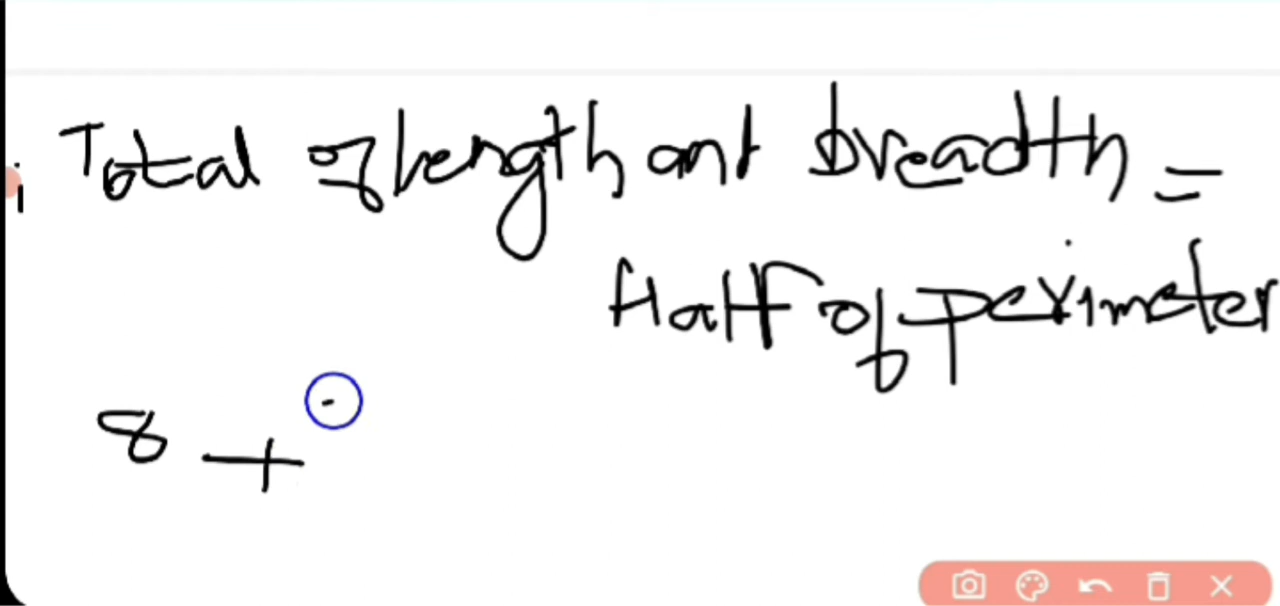 Total of length and breadth =
Half of perimeter
8 +